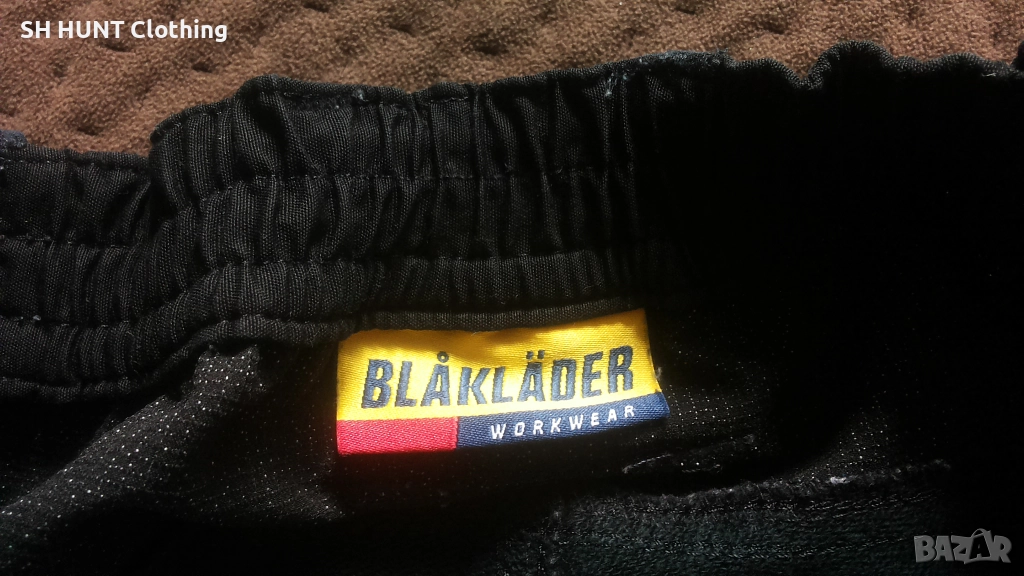 SH HUNT Clothing
BLÅKLÄDER
WORKWEAR
BAZAR